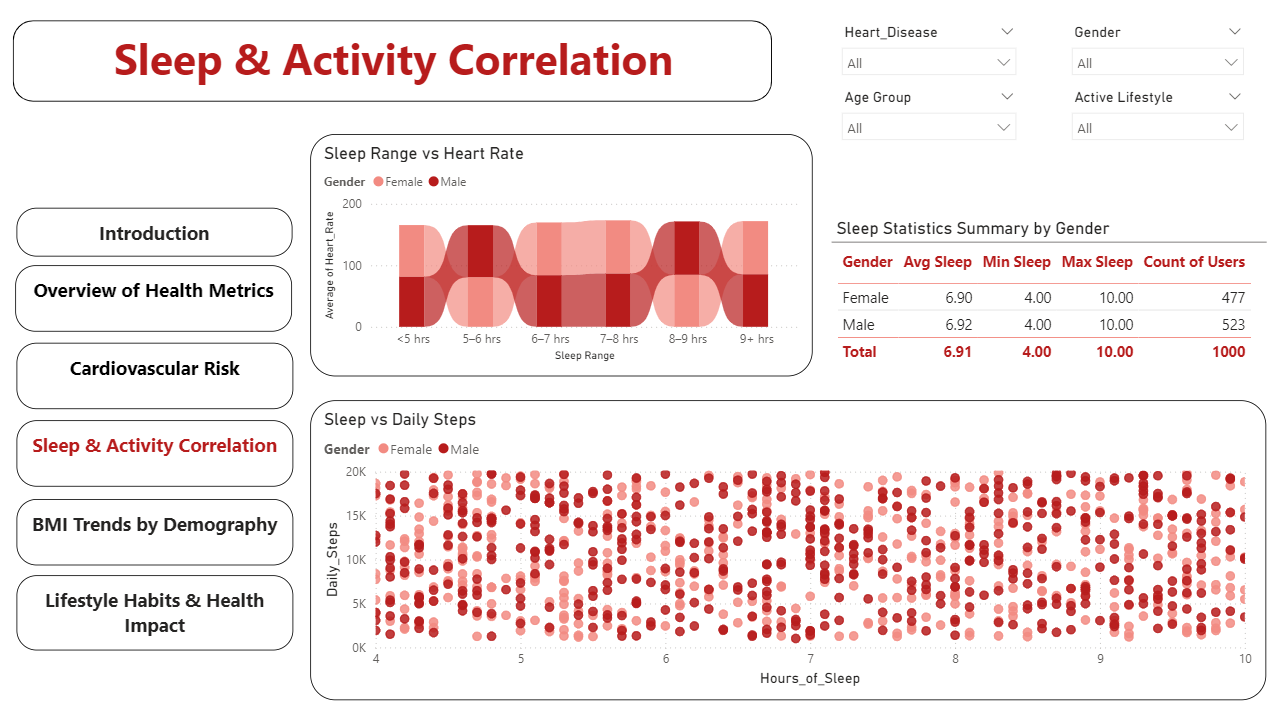 Sleep & Activity Correlation
Heart_Disease
All
Gender
All
Age Group
All
Active Lifestyle
All
Introduction
Overview of Health Metrics
Cardiovascular Risk
Sleep & Activity Correlation
BMI Trends by Demography
Lifestyle Habits & Health
Impact
Sleep Range vs Heart Rate
Gender Female Male
Average of Heart_Rate
200
100
0
<5 hrs 5–6 hrs 6–7 hrs 7–8 hrs 8–9 hrs 9+ hrs
Sleep Range
Sleep Statistics Summary by Gender
Gender Avg Sleep Min Sleep Max Sleep Count of Users
Female 6.90 4.00 10.00 477
Male 6.92 4.00 10.00 523
Total 6.91 4.00 10.00 1000
Sleep vs Daily Steps
Gender Female Male
Daily_Steps
20K
15K
10K
5K
0K
4 5 6 7 8 9 10
Hours_of_Sleep